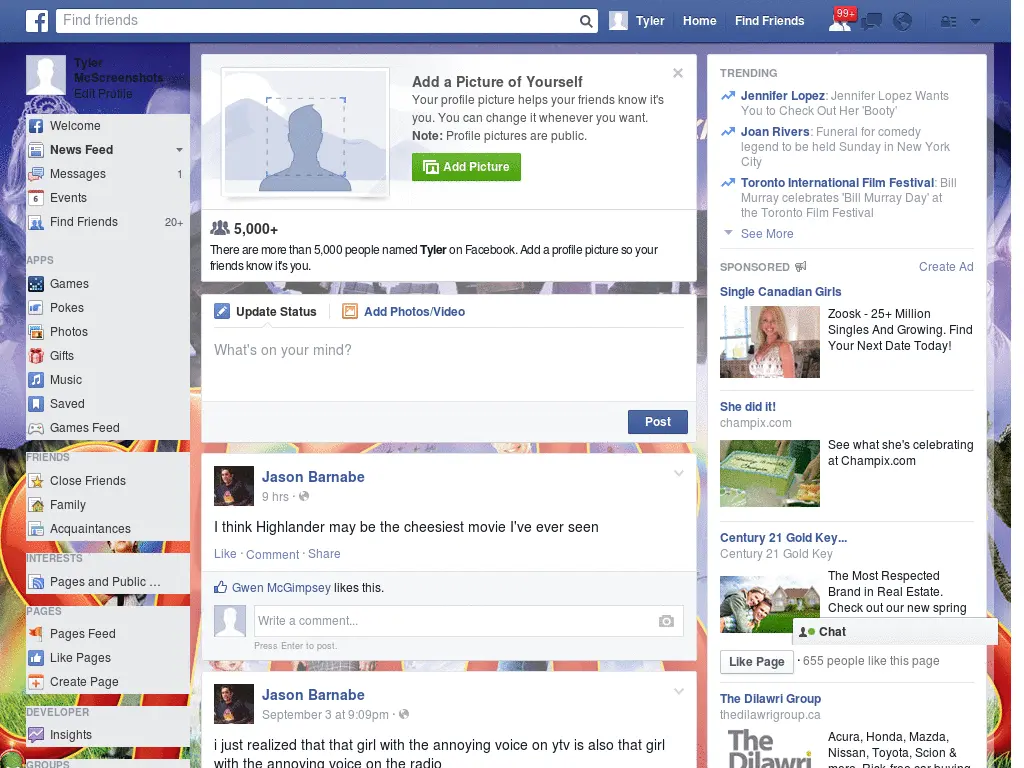 Find friends
Tyler
Home
Find Friends
99+
Tyler
McScreenshots
Edit Profile
Welcome
News Feed
Messages 1
6 Events
Find Friends 20+
APPS
Games
Pokes
Photos
Gifts
Music
Saved
Games Feed
FRIENDS
Close Friends
Family
Acquaintances
INTERESTS
Pages and Public ...
PAGES
Pages Feed
Like Pages
Create Page
DEVELOPER
Insights
GROUPS
Add a Picture of Yourself
Your profile picture helps your friends know it's
you. You can change it whenever you want.
Note: Profile pictures are public.
Add Picture
5,000+
There are more than 5,000 people named Tyler on Facebook. Add a profile picture so your
friends know it's you.
Update Status
Add Photos/Video
What's on your mind?
Post
Jason Barnabe
9 hrs ·
I think Highlander may be the cheesiest movie I've ever seen
Like · Comment · Share
Gwen McGimpsey likes this.
Write a comment...
Press Enter to post.
Jason Barnabe
September 3 at 9:09pm ·
i just realized that that girl with the annoying voice on ytv is also that girl
with the annoying voice on the radio
TRENDING
Jennifer Lopez: Jennifer Lopez Wants
You to Check Out Her 'Booty'
Joan Rivers: Funeral for comedy
legend to be held Sunday in New York
City
Toronto International Film Festival: Bill
Murray celebrates 'Bill Murray Day' at
the Toronto Film Festival
See More
SPONSORED
Create Ad
Single Canadian Girls
Zoosk - 25+ Million
Singles And Growing. Find
Your Next Date Today!
She did it!
champix.com
See what she's celebrating
at Champix.com
Century 21 Gold Key...
Century 21 Gold Key
The Most Respected
Brand in Real Estate.
Check out our new spring
Chat
Like Page · 655 people like this page
The Dilawri Group
thedilawrigroup.ca
The
Dilawri
Acura, Honda, Mazda,
Nissan, Toyota, Scion &
more. Risk-free car buying